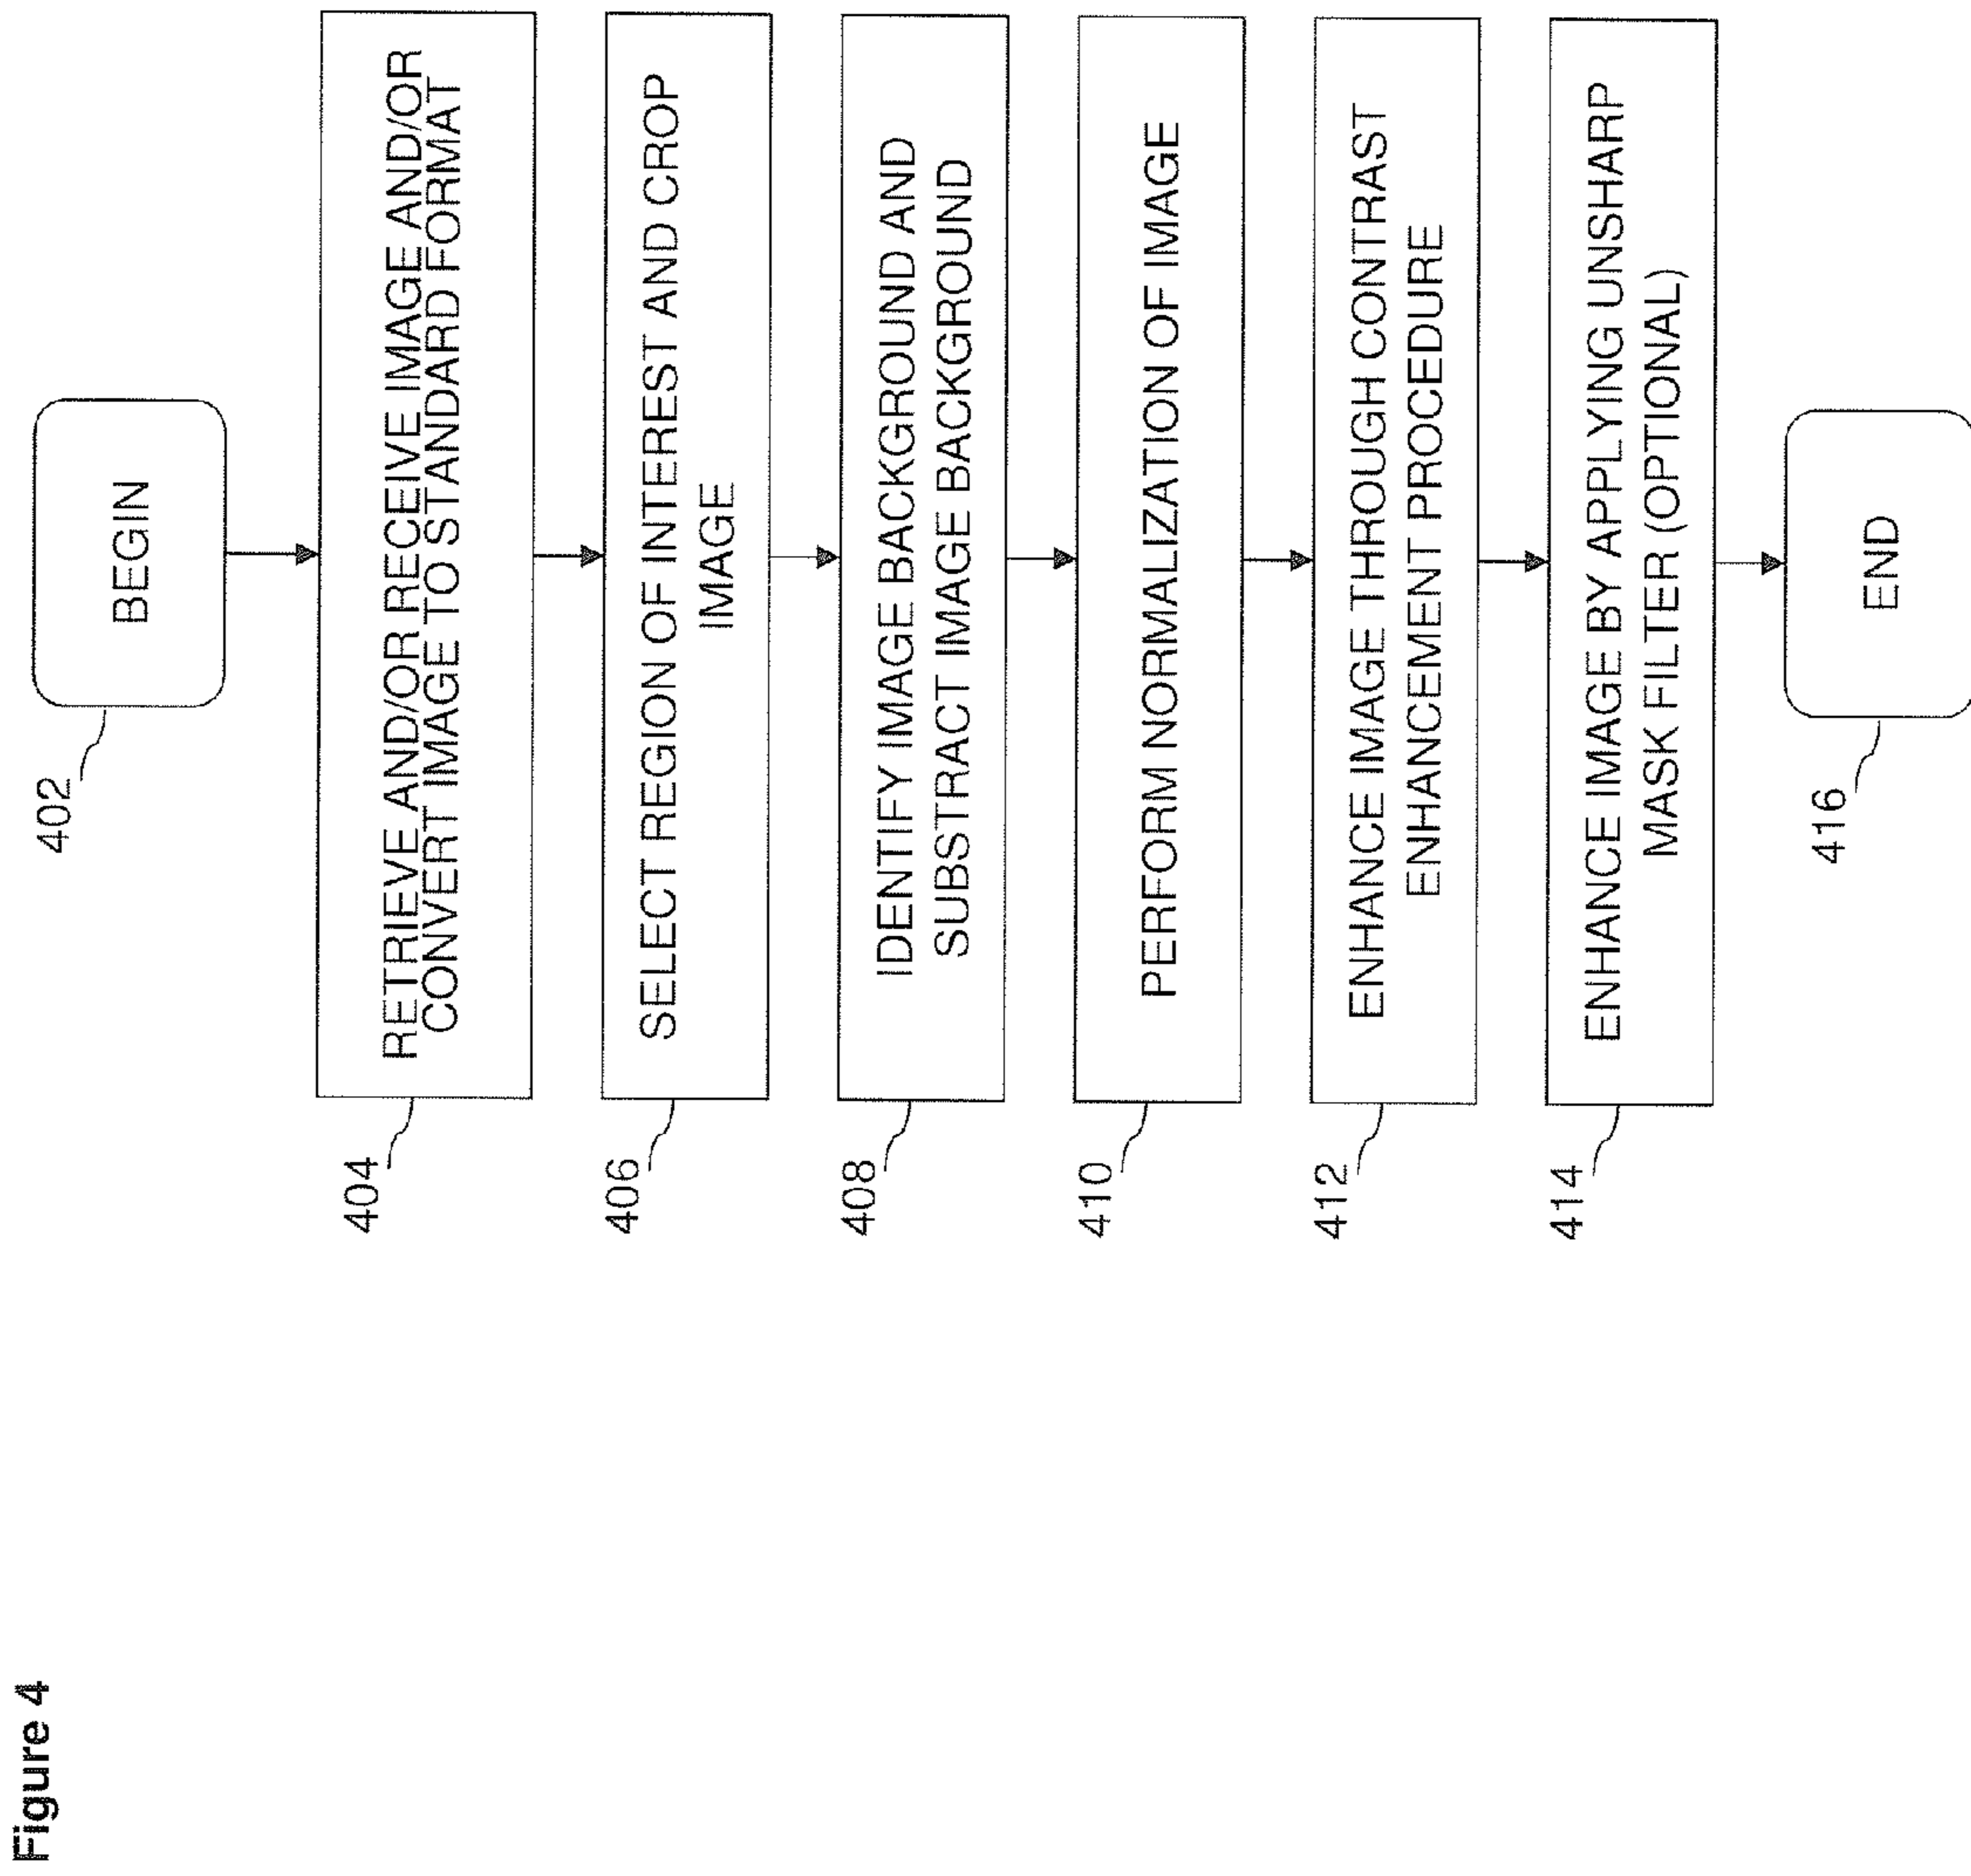 Figure 4
402
BEGIN
404
RETRIEVE AND/OR RECEIVE IMAGE AND/OR
CONVERT IMAGE TO STANDARD FORMAT
406
SELECT REGION OF INTEREST AND CROP
IMAGE
408
IDENTIFY IMAGE BACKGROUND AND
SUBSTRACT IMAGE BACKGROUND
410
PERFORM NORMALIZATION OF IMAGE
412
ENHANCE IMAGE THROUGH CONTRAST
ENHANCEMENT PROCEDURE
414
ENHANCE IMAGE BY APPLYING UNSHARP
MASK FILTER (OPTIONAL)
416
END